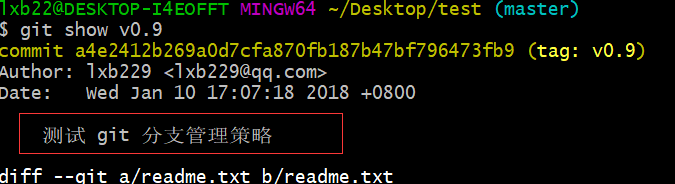 lxb22@DESKTOP-I4EOFFT MINGW64 ~/Desktop/test (master)
$ git show v0.9
commit a4e2412b269a0d7cfa870fb187b47bf796473fb9 (tag: v0.9)
Author: lxb229 <lxb229@qq.com>
Date:   Wed Jan 10 17:07:18 2018 +0800
测试 git 分支管理策略
diff --git a/readme.txt b/readme.txt